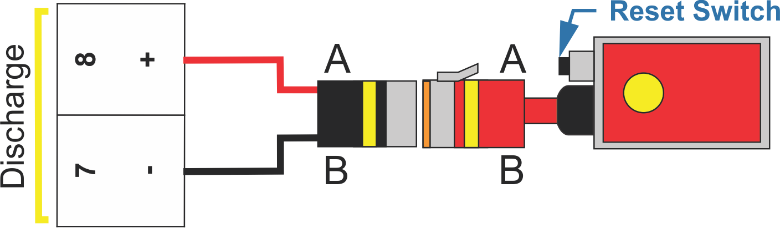 Reset Switch
Discharge
8 +
7 -
A
B
A
B